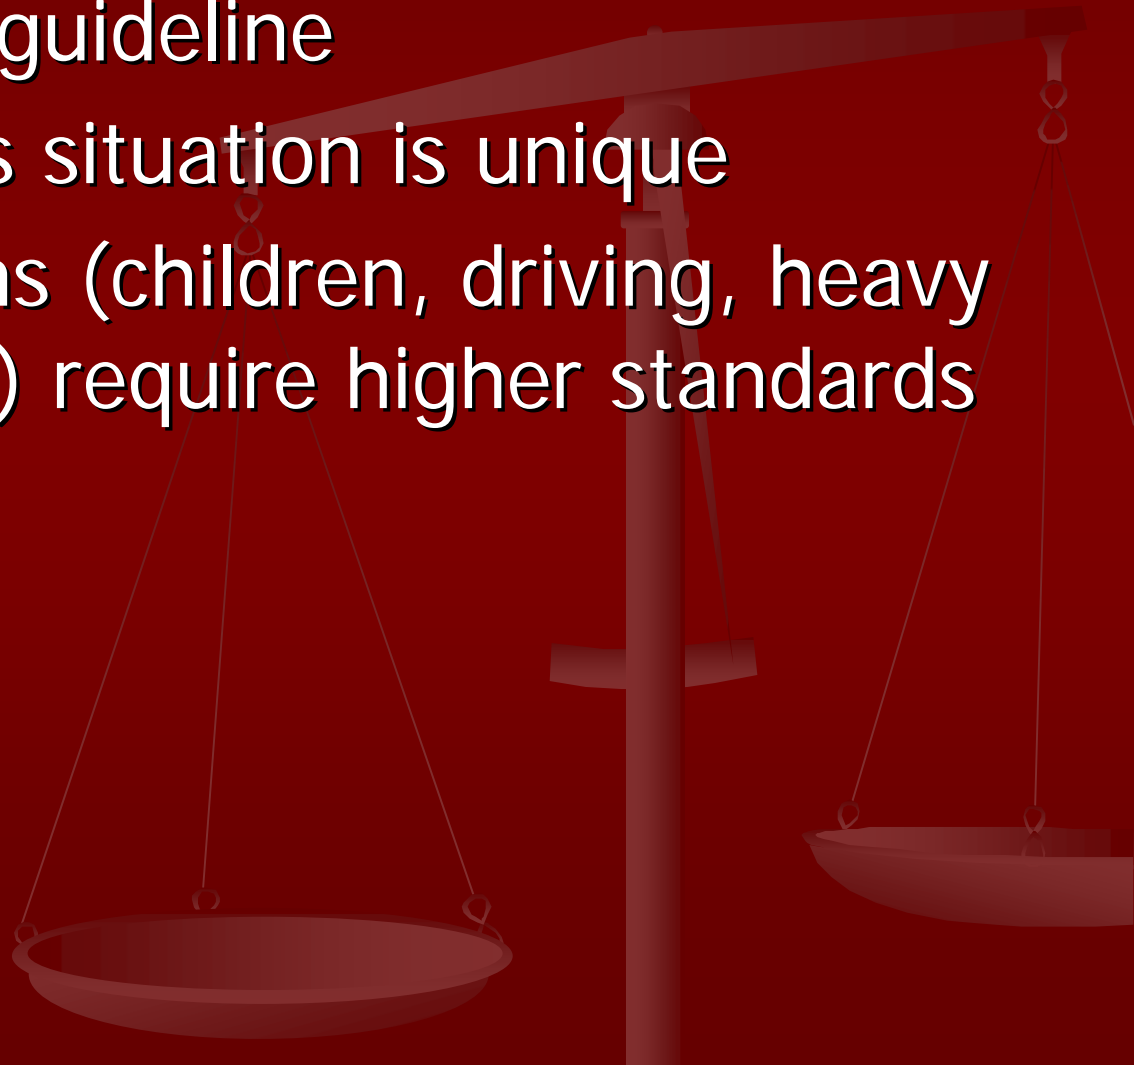 guideline
s situation is unique
ns (children, driving, heavy
) require higher standards